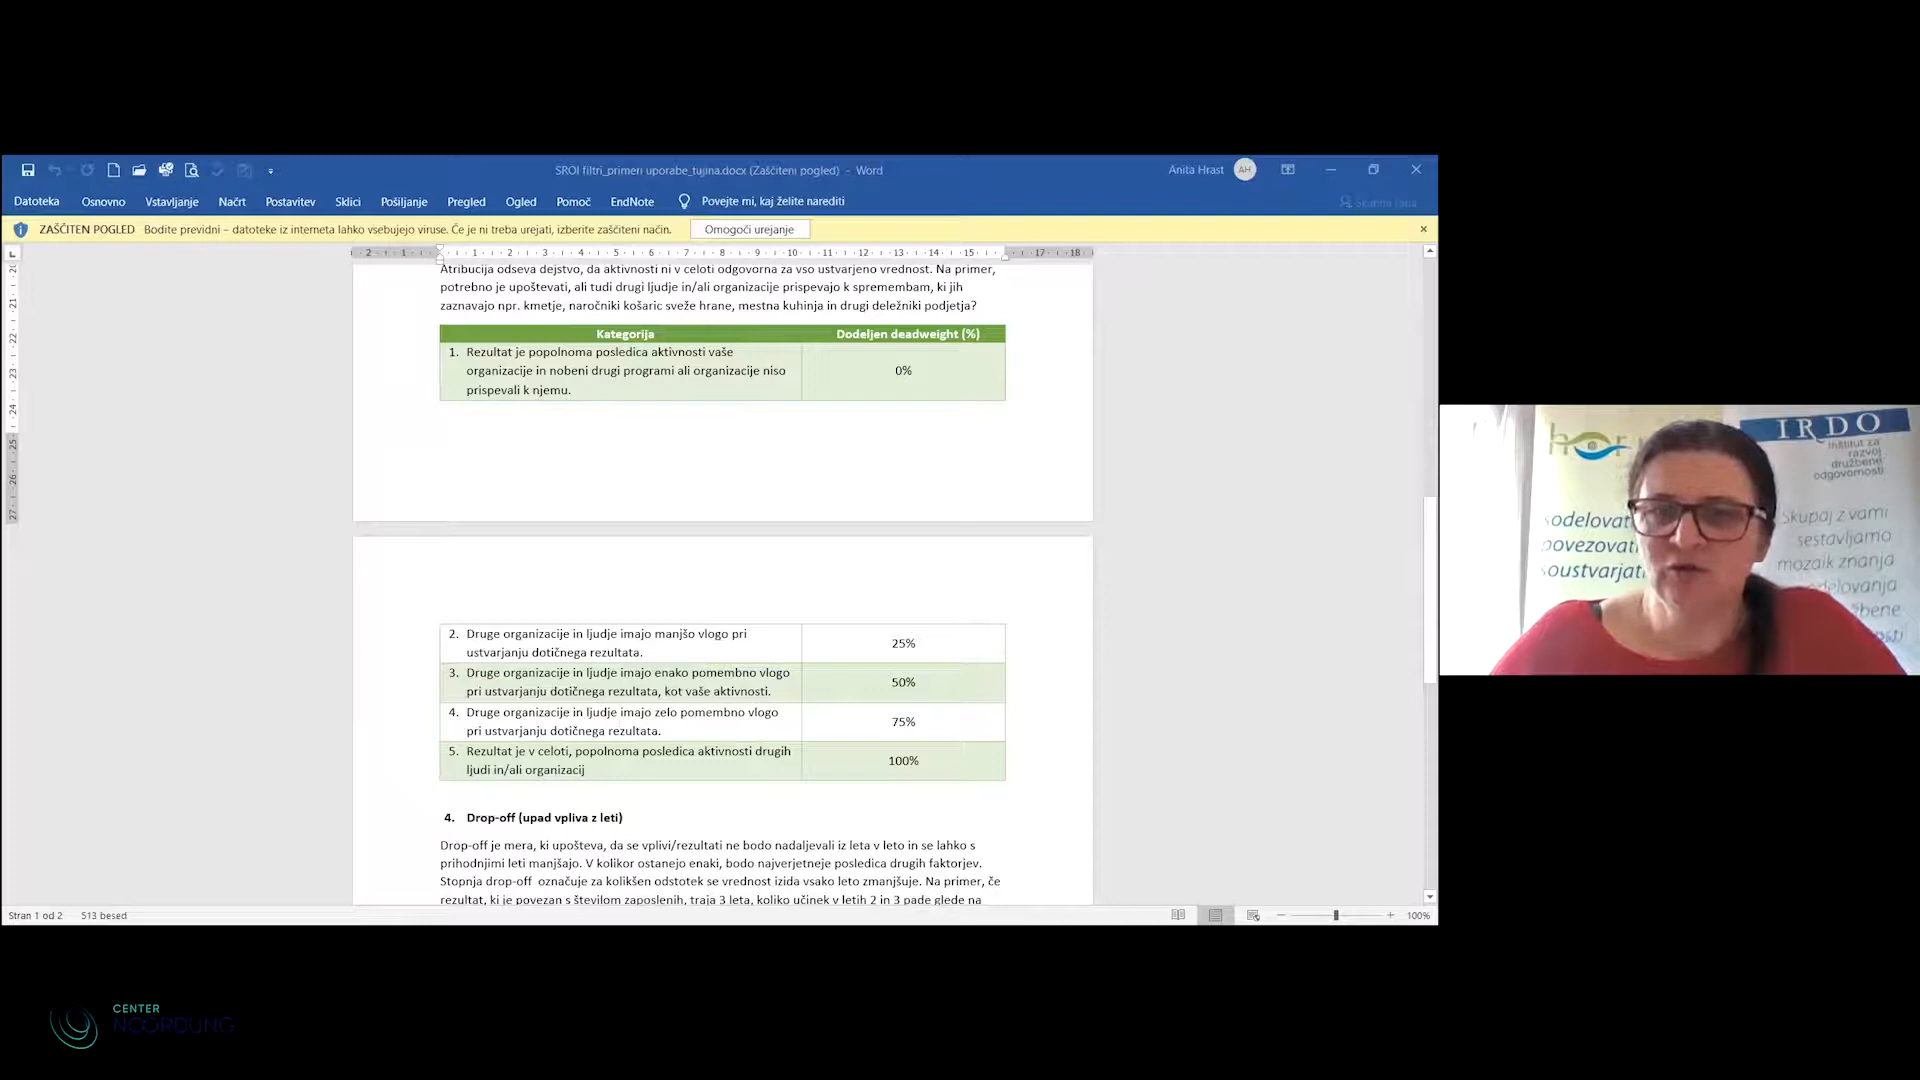 SROI filtri_primeri uporabe_tujina.docx (Zaščiteni pogled) - Word
Anita Hrast
AH
Datoteka Osnovno Vstavljanje Načrt Postavitev Sklici Pošiljanje Pregled Ogled Pomoč EndNote Povejte mi, kaj želite narediti
ZAŠČITEN POGLED Bodite previdni – datoteke iz interneta lahko vsebujejo viruse. Če je ni treba urejati, izberite zaščiteni način. Omogoči urejanje
Atribucija odseva dejstvo, da aktivnosti ni v celoti odgovorna za vso ustvarjeno vrednost. Na primer,
potrebno je upoštevati, ali tudi drugi ljudje in/ali organizacije prispevajo k spremembam, ki jih
zaznavajo npr. kmetje, naročniki košaric sveže hrane, mestna kuhinja in drugi deležniki podjetja?
Kategorija Dodeljen deadweight (%)
1. Rezultat je popolnoma posledica aktivnosti vaše
organizacije in nobeni drugi programi ali organizacije niso
prispevali k njemu.
0%
2. Druge organizacije in ljudje imajo manjšo vlogo pri
ustvarjanju dotičnega rezultata.
25%
3. Druge organizacije in ljudje imajo enako pomembno vlogo
pri ustvarjanju dotičnega rezultata, kot vaše aktivnosti.
50%
4. Druge organizacije in ljudje imajo zelo pomembno vlogo
pri ustvarjanju dotičnega rezultata.
75%
5. Rezultat je v celoti, popolnoma posledica aktivnosti drugih
ljudi in/ali organizacij
100%
4. Drop-off (upad vpliva z leti)
Drop-off je mera, ki upošteva, da se vplivi/rezultati ne bodo nadaljevali iz leta v leto in se lahko s
prihodnjimi leti manjšajo. V kolikor ostanejo enaki, bodo najverjetneje posledica drugih faktorjev.
Stopnja drop-off označuje za kolikšen odstotek se vrednost izida vsako leto zmanjšuje. Na primer, če
rezultat, ki je povezan s številom zaposlenih, traja 3 leta, koliko učinek v letih 2 in 3 pade glede na
Stran 1 od 2 513 besed
100%
IRDO
Inštitut za
razvoj
družbene
odgovornosti
Skupaj z vami
sestavljamo
mozaik znanja
CENTER
NOORDUNG